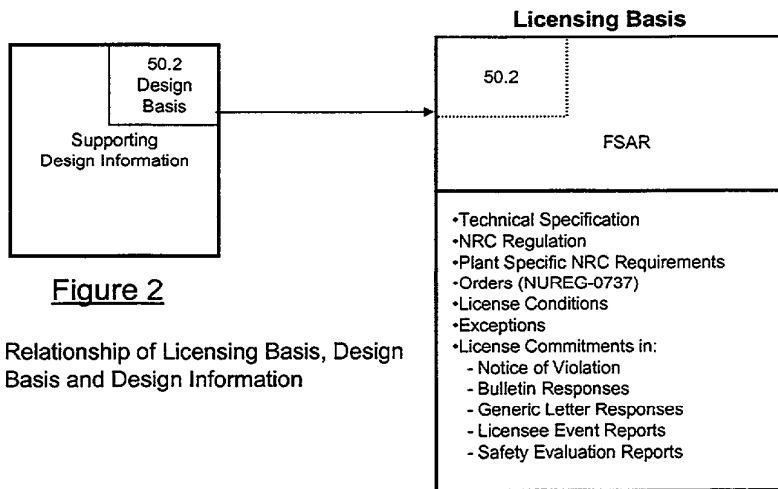 Licensing Basis
50.2
Design
Basis
Supporting
Design Information
50.2
FSAR
•Technical Specification
•NRC Regulation
•Plant Specific NRC Requirements
•Orders (NUREG-0737)
•License Conditions
•Exceptions
•License Commitments in:
- Notice of Violation
- Bulletin Responses
- Generic Letter Responses
- Licensee Event Reports
- Safety Evaluation Reports
Figure 2
Relationship of Licensing Basis, Design
Basis and Design Information